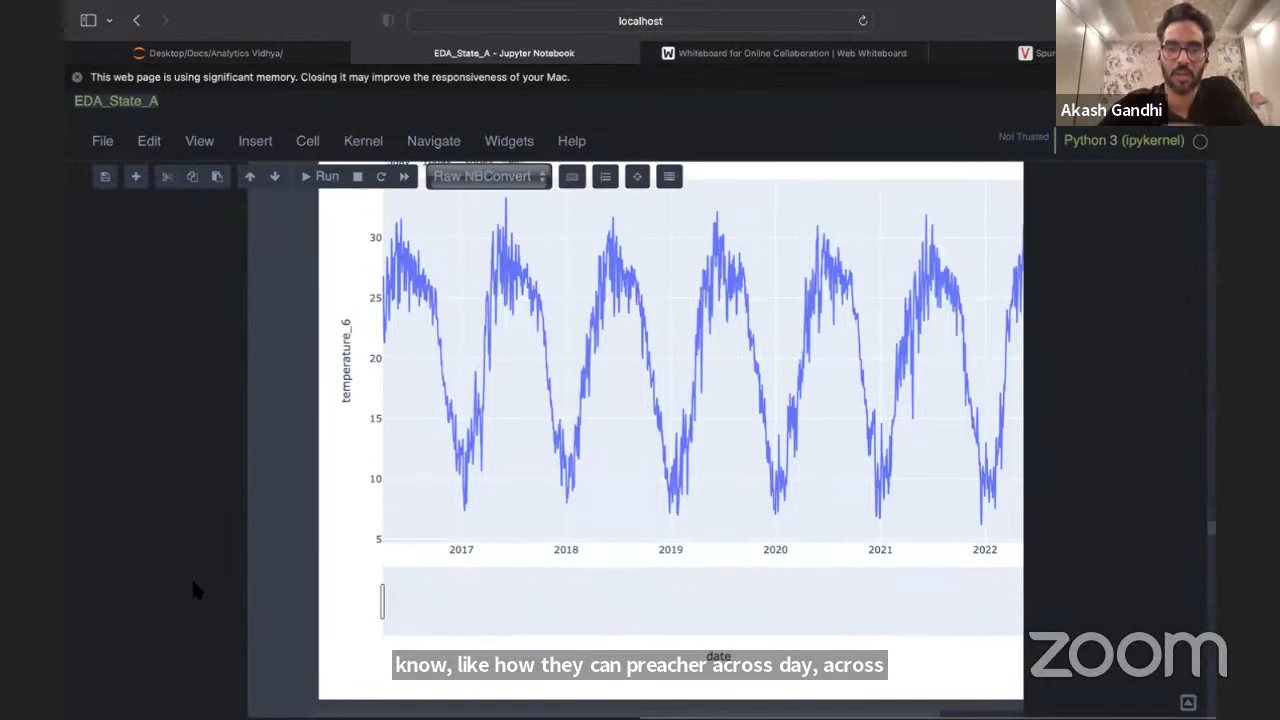 localhost
Desktop/Docs/Analytics Vidhya/
EDA_State_A - Jupyter Notebook
Whiteboard for Online Collaboration | Web Whiteboard
Spur
This web page is using significant memory. Closing it may improve the responsiveness of your Mac.
EDA_State_A
Akash Gandhi
File Edit View Insert Cell Kernel Navigate Widgets Help
Not Trusted
Python 3 (ipykernel)
Run
Raw NBConvert
30
25
20
15
10
5
temperature_6
2017 2018 2019 2020 2021 2022
date
know, like how they can preacher across day, across
zoom